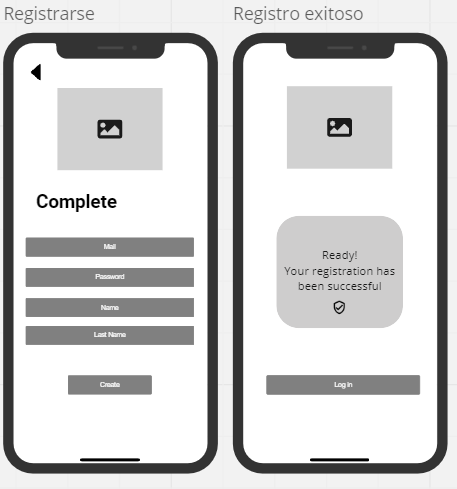 Registrarse
Complete
Mail
Password
Name
Last Name
Create
Registro exitoso
Ready!
Your registration has
been successful
Log in